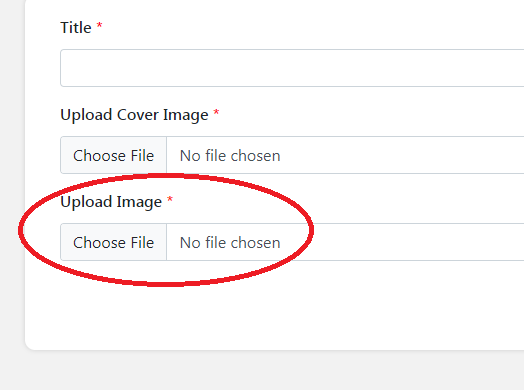 Title *
Upload Cover Image *
Choose File No file chosen
Upload Image *
Choose File No file chosen